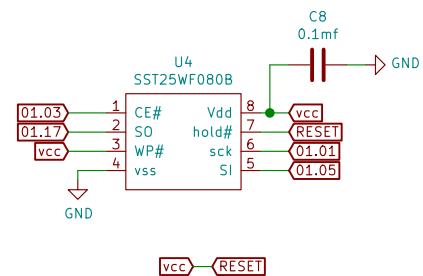 C8
0.1mf
GND
U4
SST25WF080B
01.03 1 CE# Vdd 8 vcc
01.17 2 SO hold# 7 RESET
vcc 3 WP# sck 6 01.01
4 vss SI 5 01.05
GND
vcc RESET